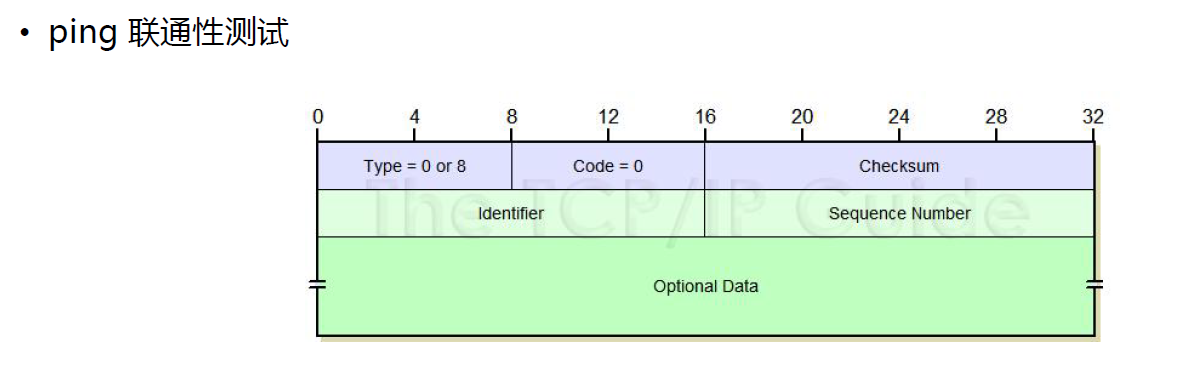 • ping 联通性测试
0 4 8 12 16 20 24 28 32
Type = 0 or 8 Code = 0 Checksum
Identifier Sequence Number
The TCP/IP Guide
Optional Data